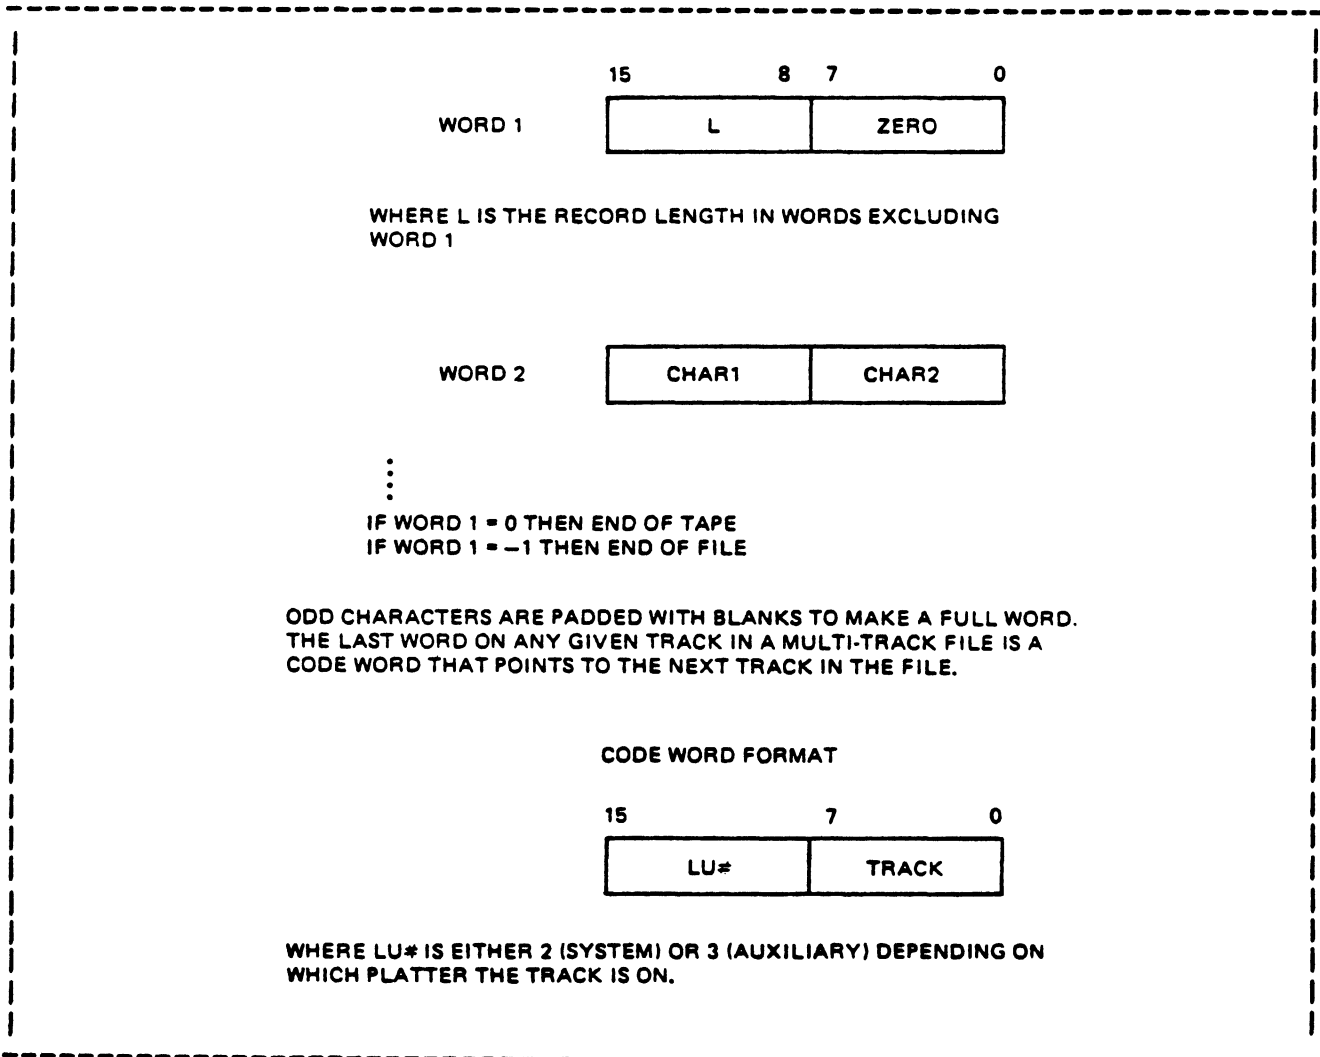 15 8 7 0
WORD 1 L ZERO
WHERE L IS THE RECORD LENGTH IN WORDS EXCLUDING
WORD 1
WORD 2 CHAR1 CHAR2
IF WORD 1 = 0 THEN END OF TAPE
IF WORD 1 = −1 THEN END OF FILE
ODD CHARACTERS ARE PADDED WITH BLANKS TO MAKE A FULL WORD.
THE LAST WORD ON ANY GIVEN TRACK IN A MULTI-TRACK FILE IS A
CODE WORD THAT POINTS TO THE NEXT TRACK IN THE FILE.
CODE WORD FORMAT
15 7 0
LU# TRACK
WHERE LU# IS EITHER 2 (SYSTEM) OR 3 (AUXILIARY) DEPENDING ON
WHICH PLATTER THE TRACK IS ON.